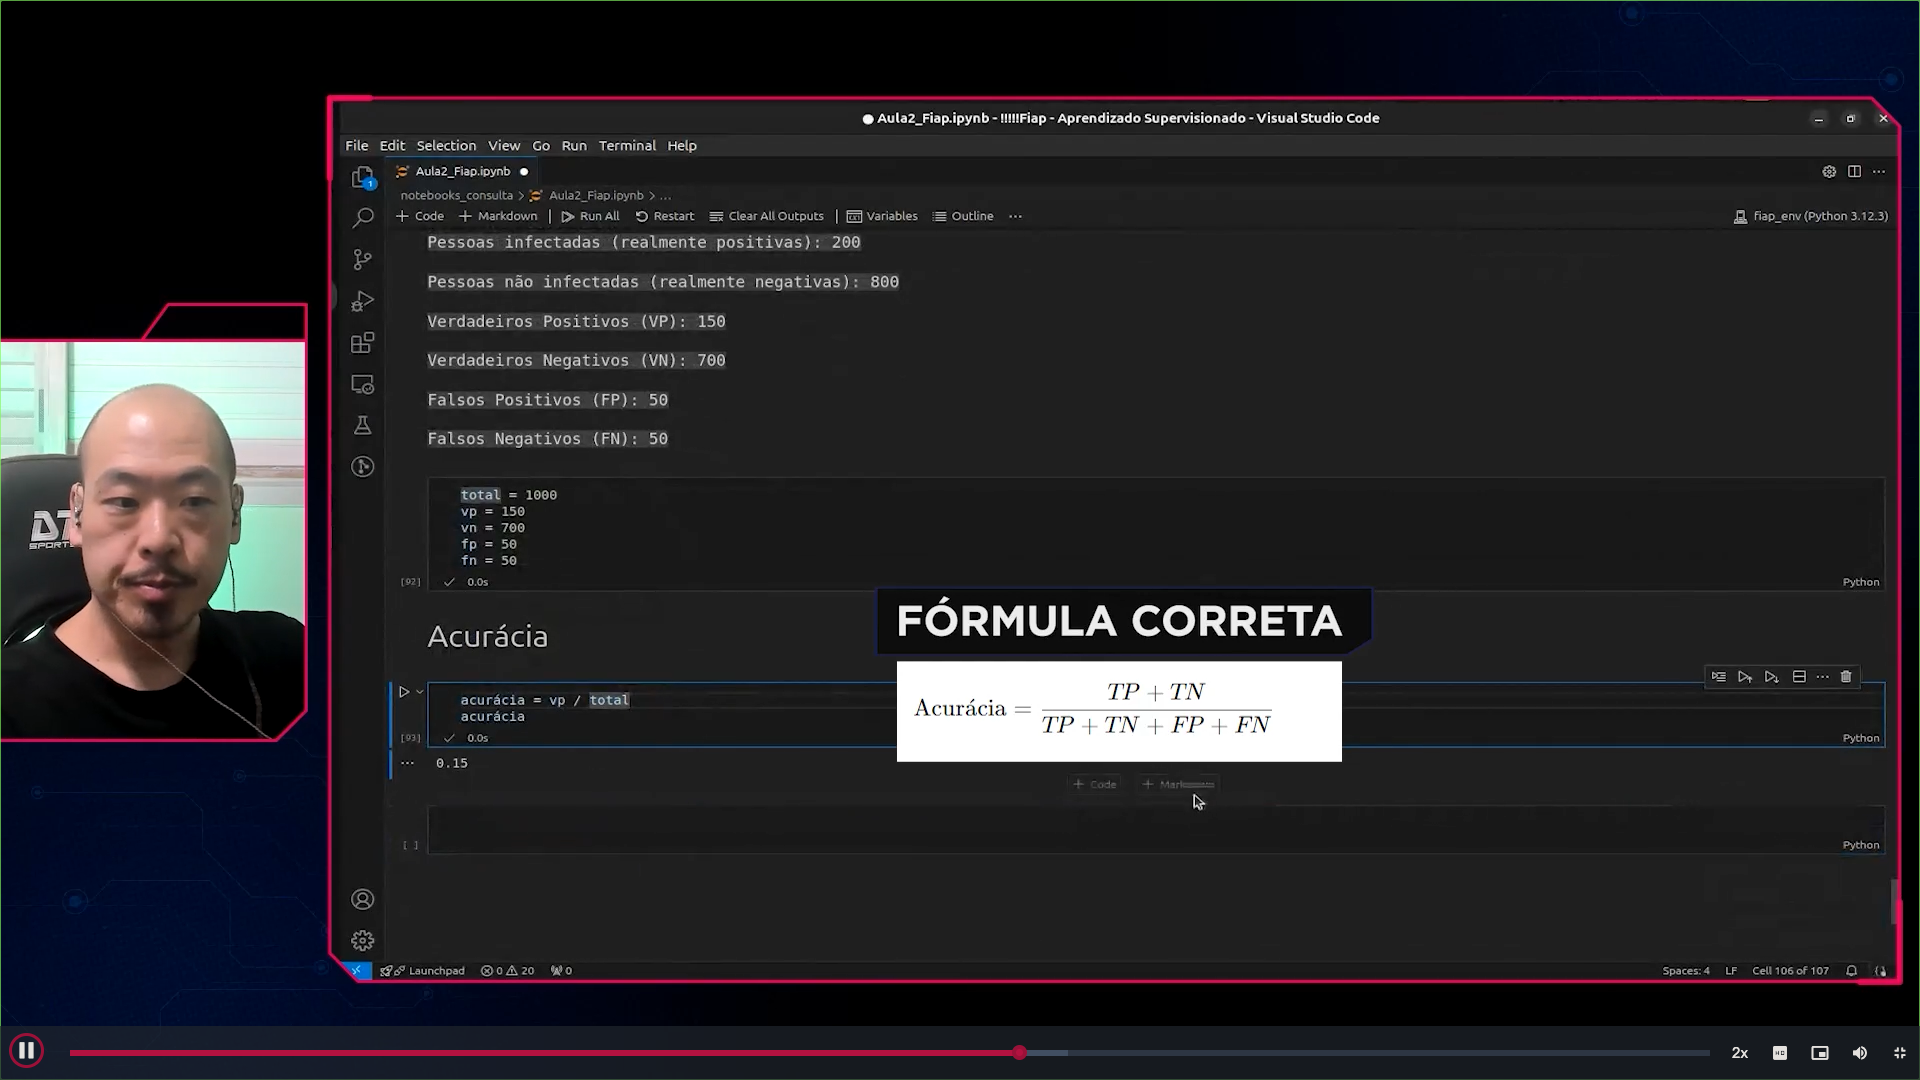 Aula2_Fiap.ipynb - !!!!!Fiap - Aprendizado Supervisionado - Visual Studio Code
File Edit Selection View Go Run Terminal Help
1
Aula2_Fiap.ipynb
notebooks_consulta > Aula2_Fiap.ipynb > ...
+ Code + Markdown | Run All Restart Clear All Outputs | Variables Outline ...
fiap_env (Python 3.12.3)
Pessoas infectadas (realmente positivas): 200
Pessoas não infectadas (realmente negativas): 800
Verdadeiros Positivos (VP): 150
Verdadeiros Negativos (VN): 700
Falsos Positivos (FP): 50
Falsos Negativos (FN): 50
total = 1000
vp = 150
vn = 700
fp = 50
fn = 50
[92] 0.0s
Python
FÓRMULA CORRETA
Acurácia = TP + TN
TP + TN + FP + FN
Acurácia
acurácia = vp / total
acurácia
[93] 0.0s
Python
... 0.15
+ Code
[ ]
Python
Launchpad 0 20 0
Spaces: 4 LF Cell 106 of 107
2x
HD